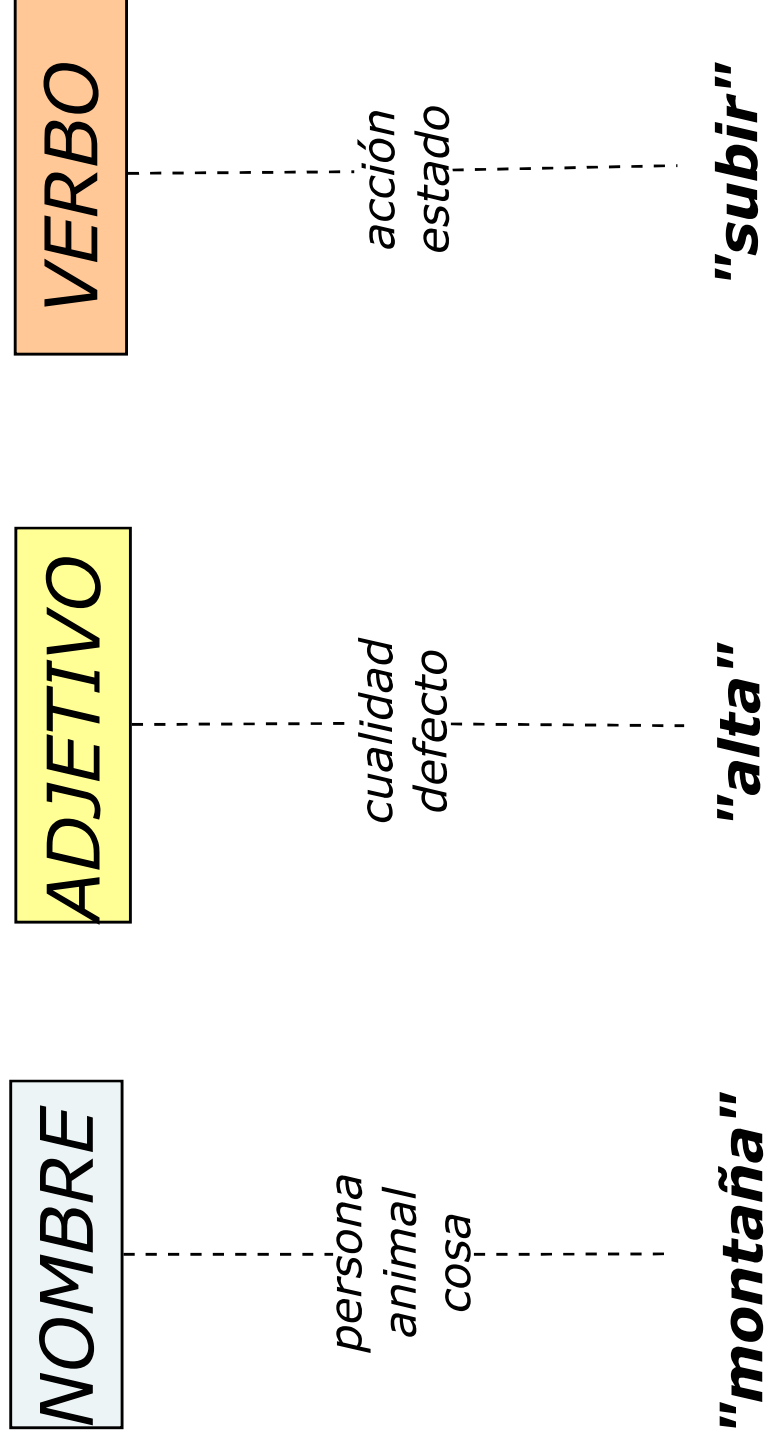 NOMBRE
persona
animal
cosa
"montaña"
ADJETIVO
cualidad
defecto
"alta"
VERBO
acción
estado
"subir"